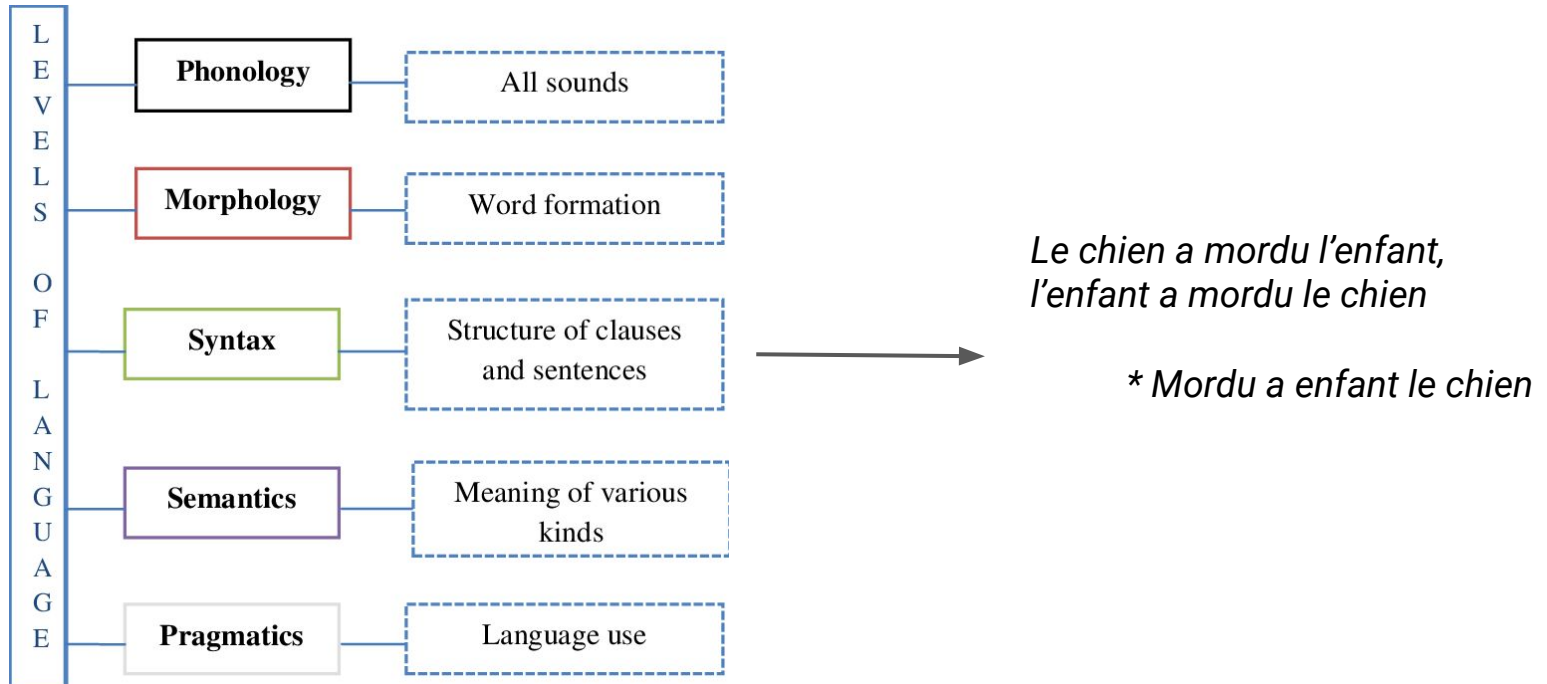 LEVELS OF LANGUAGE
Phonology
All sounds
Morphology
Word formation
Syntax
Structure of clauses
and sentences
Semantics
Meaning of various
kinds
Pragmatics
Language use
Le chien a mordu l’enfant,
l’enfant a mordu le chien
* Mordu a enfant le chien